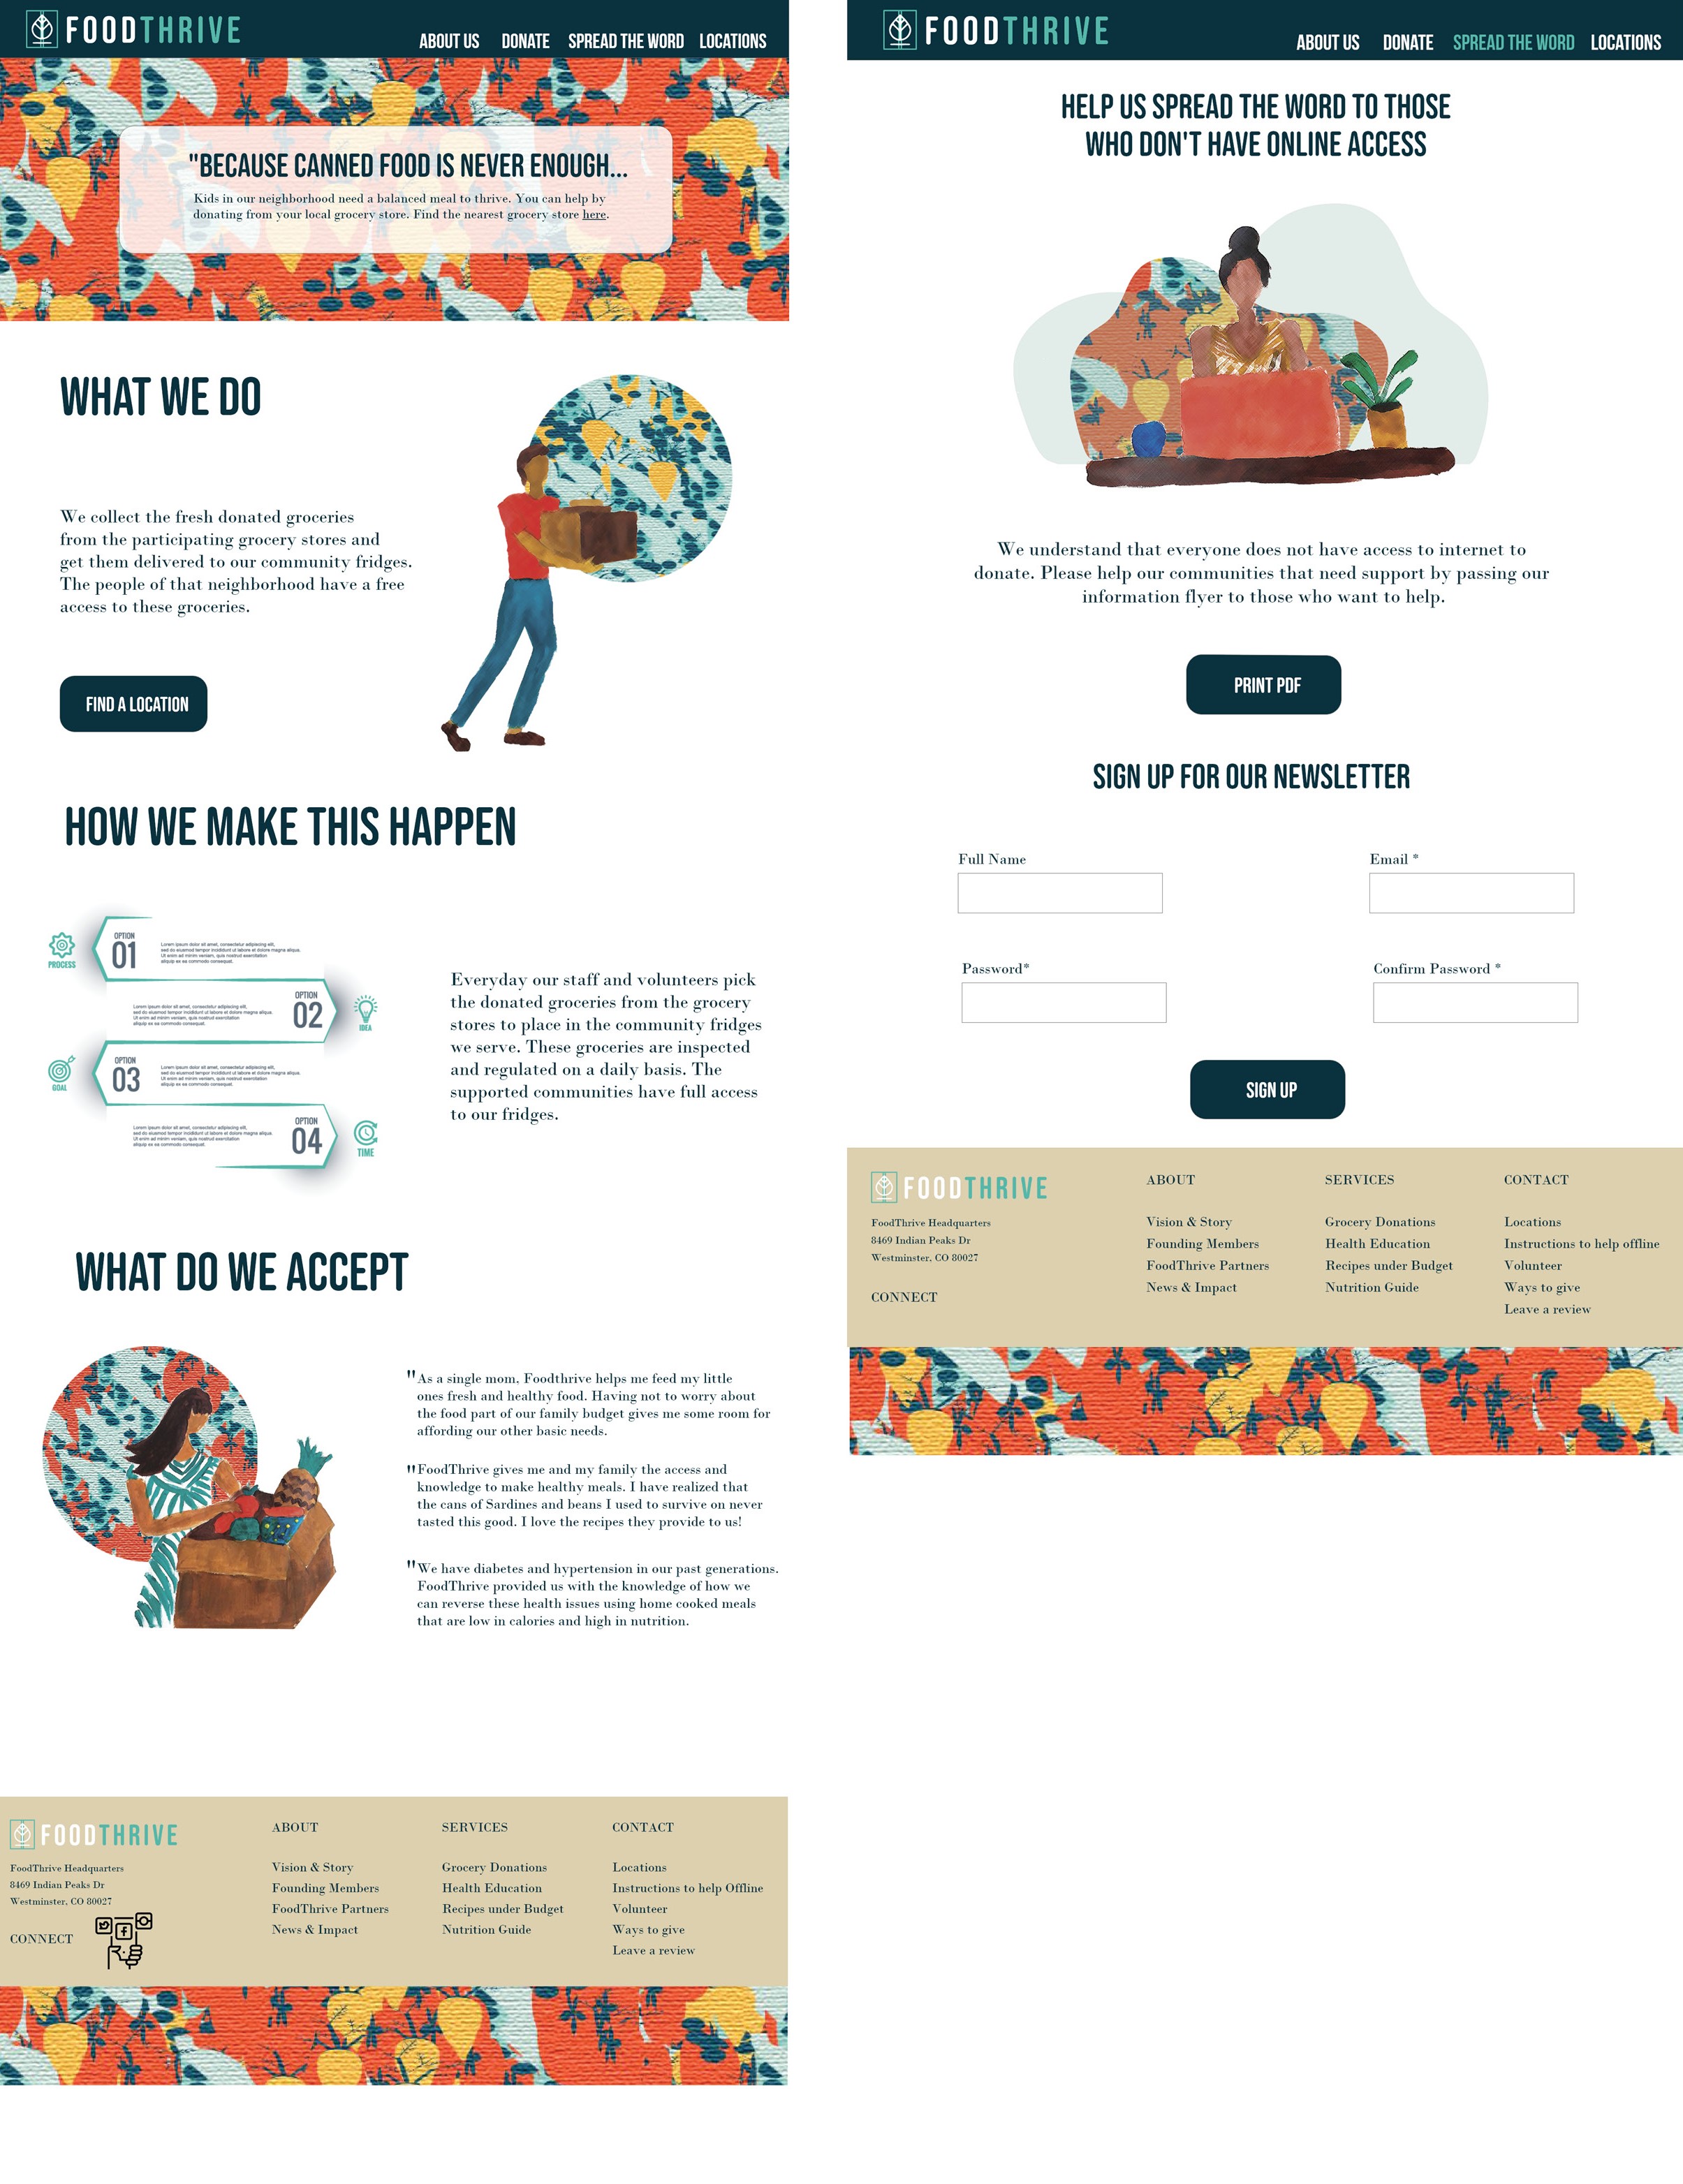 FOODTHRIVE
ABOUT US DONATE SPREAD THE WORD LOCATIONS
"BECAUSE CANNED FOOD IS NEVER ENOUGH...
Kids in our neighborhood need a balanced meal to thrive. You can help by
donating from your local grocery store. Find the nearest grocery store here.
WHAT WE DO
We collect the fresh donated groceries
from the participating grocery stores and
get them delivered to our community fridges.
The people of that neighborhood have a free
access to these groceries.
FIND A LOCATION
HOW WE MAKE THIS HAPPEN
PROCESS
OPTION
01
Lorem ipsum dolor sit amet, consectetur adipiscing elit,
sed do eiusmod tempor incididunt ut labore et dolore magna aliqua.
Ut enim ad minim veniam, quis nostrud exercitation
aliquip ex ea commodo consequat.
OPTION
02
Lorem ipsum dolor sit amet, consectetur adipiscing elit,
sed do eiusmod tempor incididunt ut labore et dolore magna aliqua.
Ut enim ad minim veniam, quis nostrud exercitation
aliquip ex ea commodo consequat.
IDEA
GOAL
OPTION
03
Lorem ipsum dolor sit amet, consectetur adipiscing elit,
sed do eiusmod tempor incididunt ut labore et dolore magna aliqua.
Ut enim ad minim veniam, quis nostrud exercitation
aliquip ex ea commodo consequat.
OPTION
04
Lorem ipsum dolor sit amet, consectetur adipiscing elit,
sed do eiusmod tempor incididunt ut labore et dolore magna aliqua.
Ut enim ad minim veniam, quis nostrud exercitation
aliquip ex ea commodo consequat.
TIME
Everyday our staff and volunteers pick
the donated groceries from the grocery
stores to place in the community fridges
we serve. These groceries are inspected
and regulated on a daily basis. The
supported communities have full access
to our fridges.
WHAT DO WE ACCEPT
"As a single mom, Foodthrive helps me feed my little
ones fresh and healthy food. Having not to worry about
the food part of our family budget gives me some room for
affording our other basic needs.
"FoodThrive gives me and my family the access and
knowledge to make healthy meals. I have realized that
the cans of Sardines and beans I used to survive on never
tasted this good. I love the recipes they provide to us!
"We have diabetes and hypertension in our past generations.
FoodThrive provided us with the knowledge of how we
can reverse these health issues using home cooked meals
that are low in calories and high in nutrition.
FOODTHRIVE
FoodThrive Headquarters
8469 Indian Peaks Dr
Westminster, CO 80027
CONNECT
ABOUT
Vision & Story
Founding Members
FoodThrive Partners
News & Impact
SERVICES
Grocery Donations
Health Education
Recipes under Budget
Nutrition Guide
CONTACT
Locations
Instructions to help Offline
Volunteer
Ways to give
Leave a review
FOODTHRIVE
ABOUT US DONATE SPREAD THE WORD LOCATIONS
HELP US SPREAD THE WORD TO THOSE
WHO DON'T HAVE ONLINE ACCESS
We understand that everyone does not have access to internet to
donate. Please help our communities that need support by passing our
information flyer to those who want to help.
PRINT PDF
SIGN UP FOR OUR NEWSLETTER
Full Name
Email *
Password*
Confirm Password *
SIGN UP
FOODTHRIVE
FoodThrive Headquarters
8469 Indian Peaks Dr
Westminster, CO 80027
CONNECT
ABOUT
Vision & Story
Founding Members
FoodThrive Partners
News & Impact
SERVICES
Grocery Donations
Health Education
Recipes under Budget
Nutrition Guide
CONTACT
Locations
Instructions to help offline
Volunteer
Ways to give
Leave a review